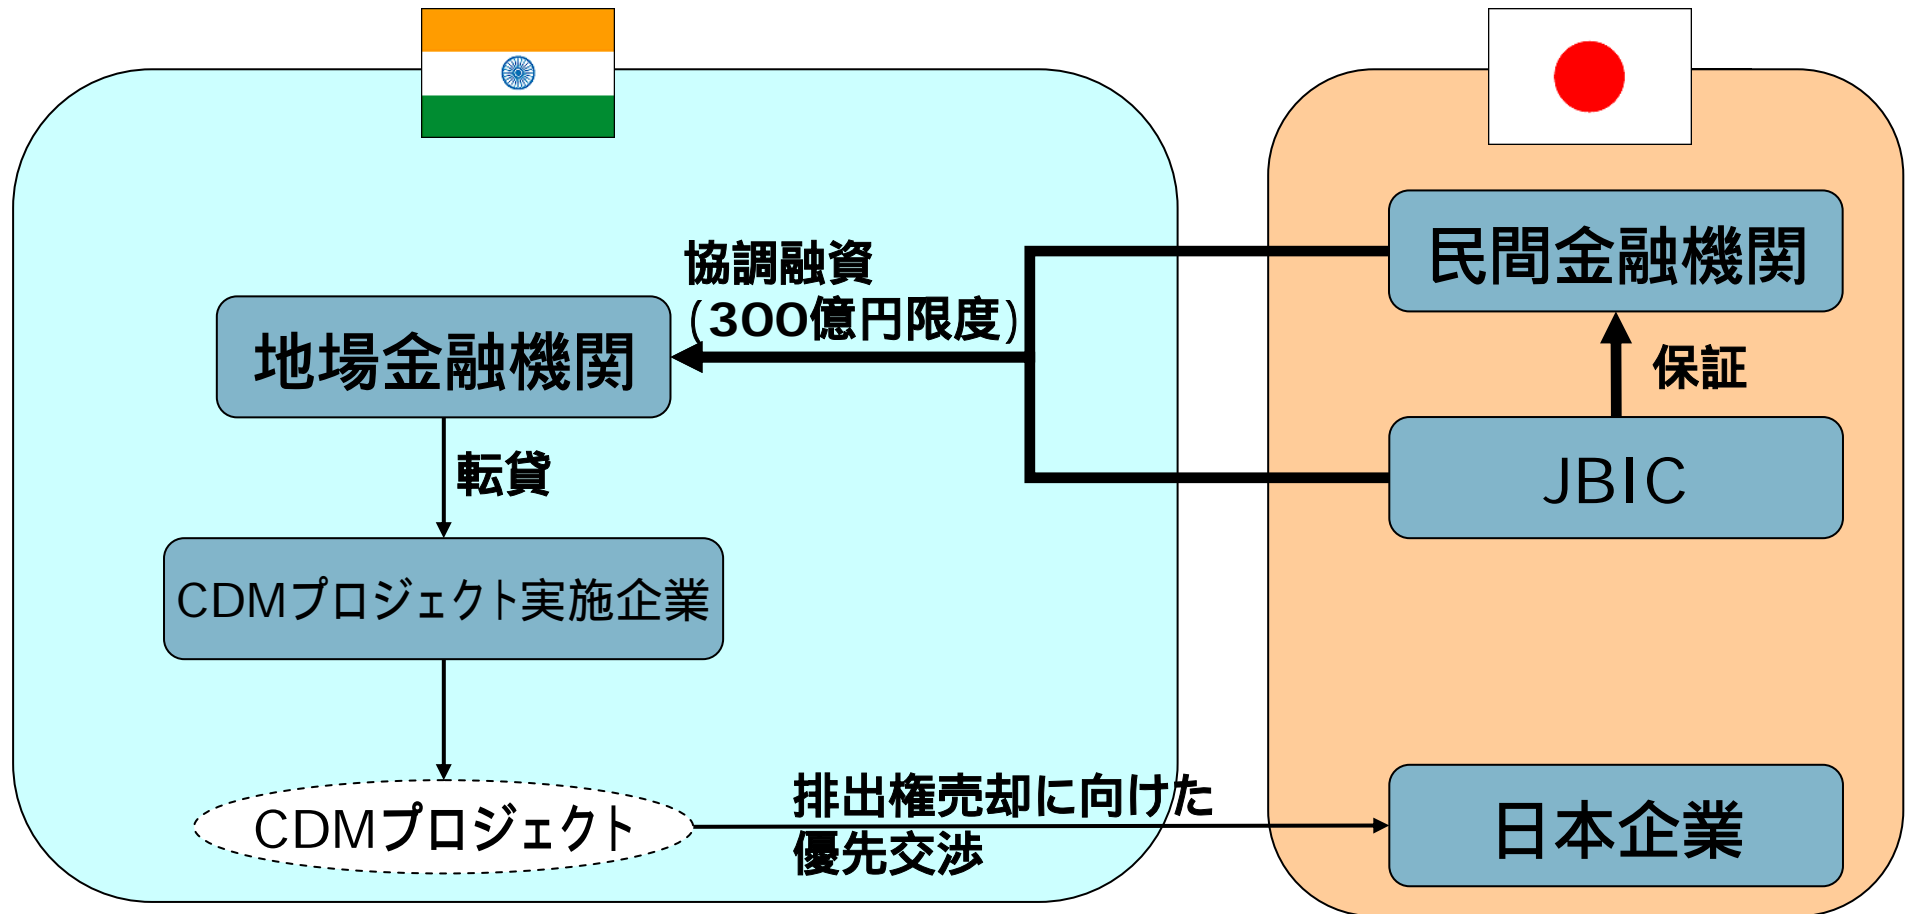 民間金融機関
協調融資
(300億円限度)
地場金融機関
保証
転貸
JBIC
CDMプロジェクト実施企業
排出権売却に向けた
優先交渉
CDMプロジェクト
日本企業